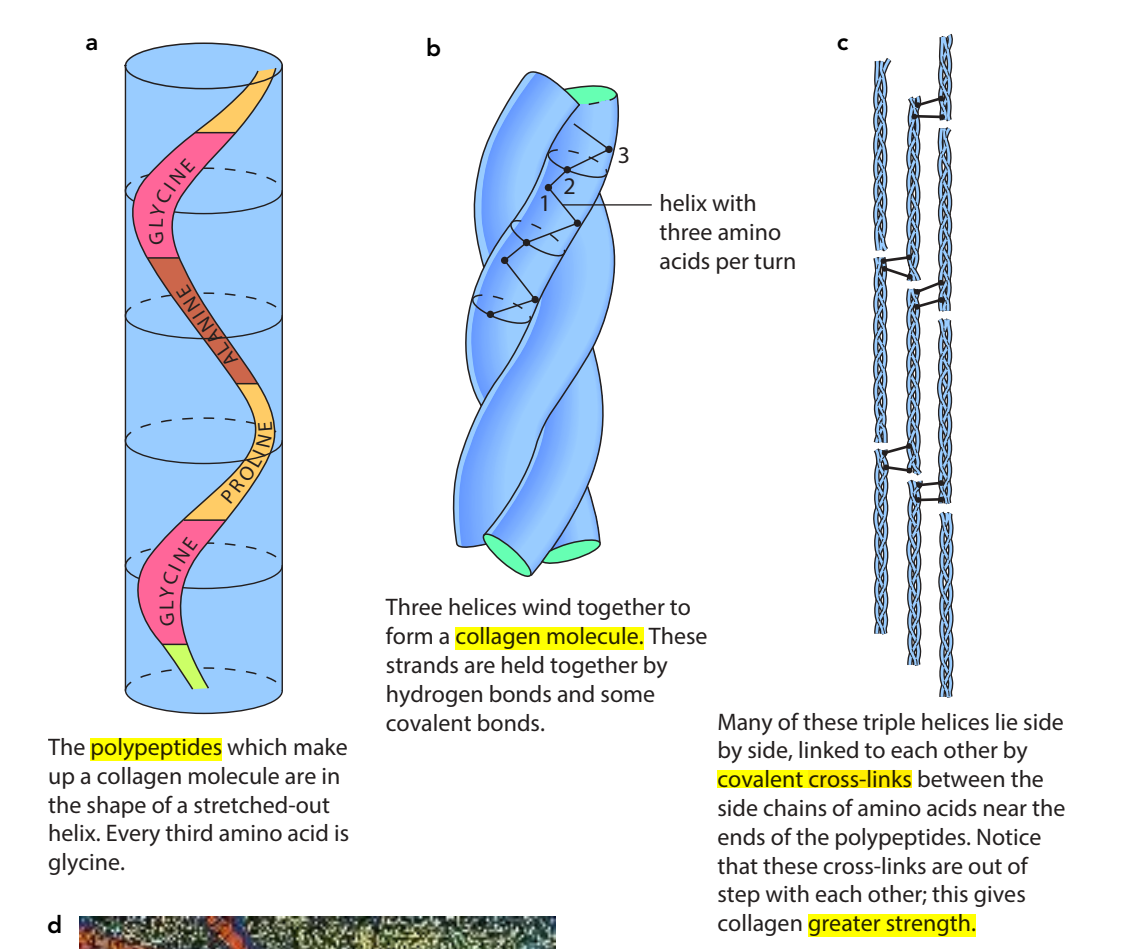 a
GLYCINE
ALANINE
PROLINE
GLYCINE
The polypeptides which make
up a collagen molecule are in
the shape of a stretched-out
helix. Every third amino acid is
glycine.
b
3
2
1
helix with
three amino
acids per turn
Three helices wind together to
form a collagen molecule. These
strands are held together by
hydrogen bonds and some
covalent bonds.
c
Many of these triple helices lie side
by side, linked to each other by
covalent cross-links between the
side chains of amino acids near the
ends of the polypeptides. Notice
that these cross-links are out of
step with each other; this gives
collagen greater strength.
d